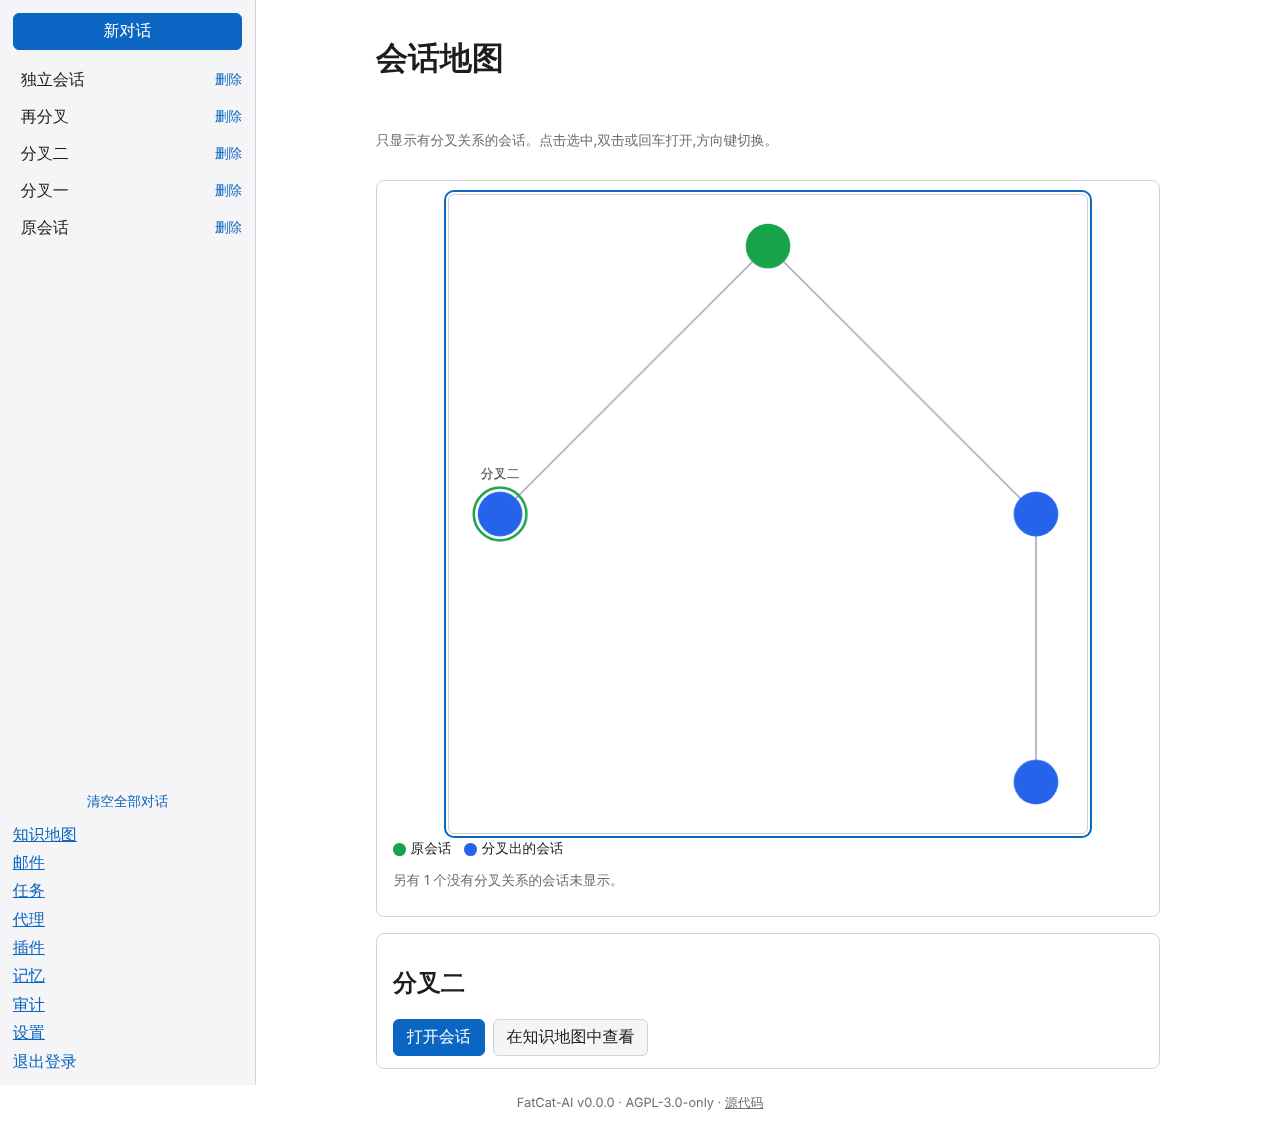 新对话
独立会话 删除
再分叉 删除
分叉二 删除
分叉一 删除
原会话 删除
清空全部对话
知识地图
邮件
任务
代理
插件
记忆
审计
设置
退出登录
会话地图
只显示有分叉关系的会话。点击选中,双击或回车打开,方向键切换。
分叉二
原会话 分叉出的会话
另有 1 个没有分叉关系的会话未显示。
分叉二
打开会话 在知识地图中查看
FatCat-AI v0.0.0 · AGPL-3.0-only · 源代码